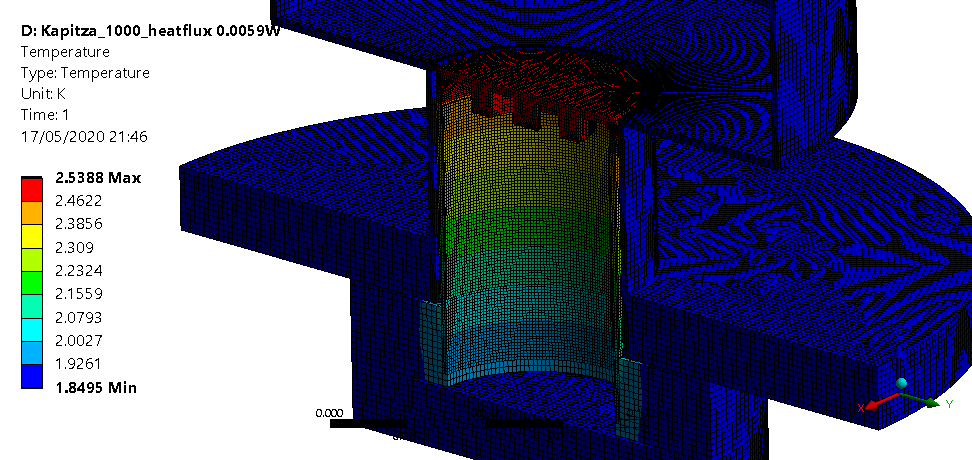 D: Kapitza_1000_heatflux 0.0059W
Temperature
Type: Temperature
Unit: K
Time: 1
17/05/2020 21:46
2.5388 Max
2.4622
2.3856
2.309
2.2324
2.1559
2.0793
2.0027
1.9261
1.8495 Min
0.000
X
Y